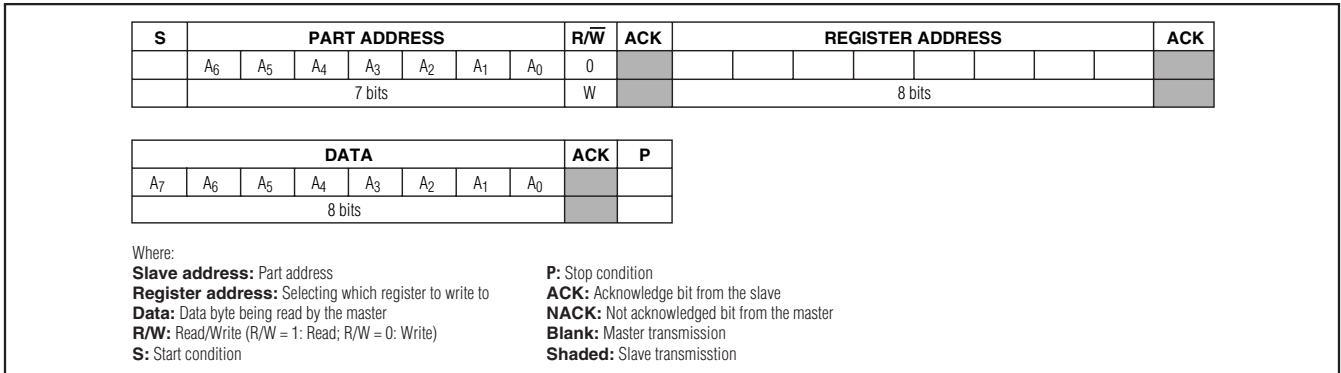 S PART ADDRESS R/W̅ ACK REGISTER ADDRESS ACK
A6 A5 A4 A3 A2 A1 A0 0
7 bits W 8 bits
DATA ACK P
A7 A6 A5 A4 A3 A2 A1 A0
8 bits
Where:
Slave address: Part address
Register address: Selecting which register to write to
Data: Data byte being read by the master
R/W: Read/Write (R/W = 1: Read; R/W = 0: Write)
S: Start condition
P: Stop condition
ACK: Acknowledge bit from the slave
NACK: Not acknowledged bit from the master
Blank: Master transmission
Shaded: Slave transmisstion